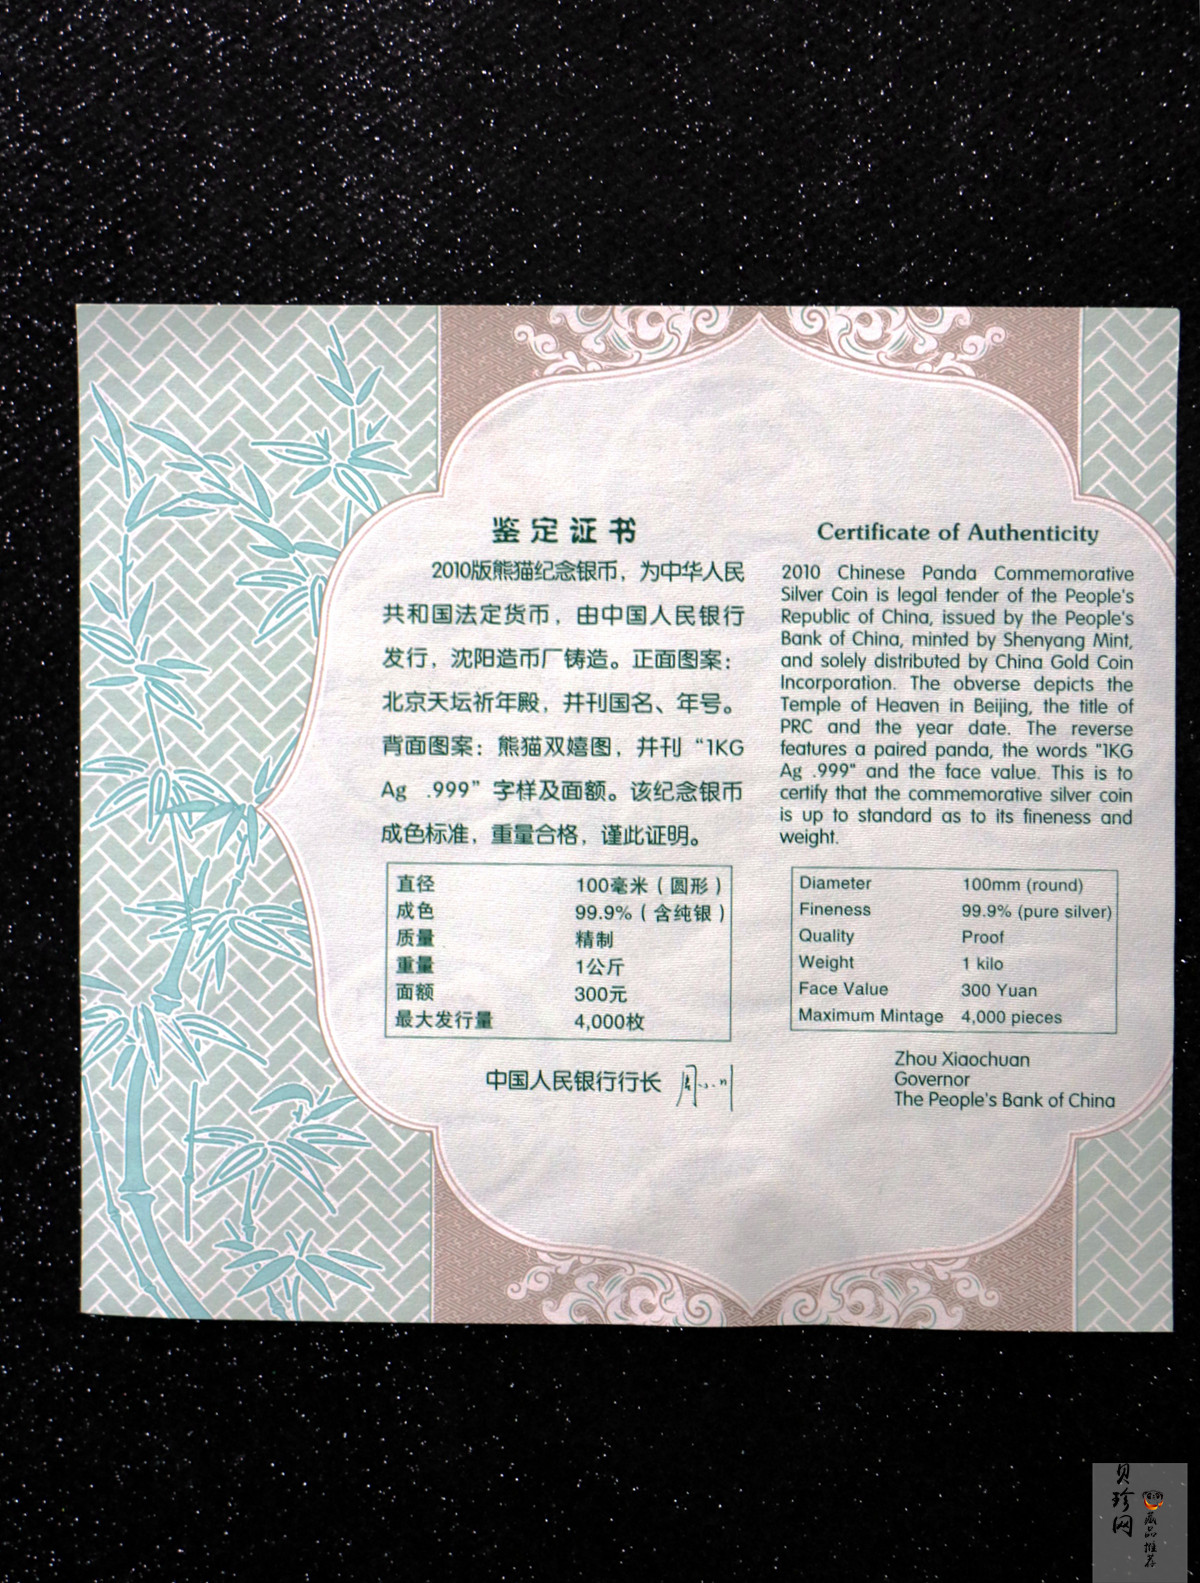 鉴定证书
2010版熊猫纪念银币，为中华人民
共和国法定货币，由中国人民银行
发行，沈阳造币厂铸造。正面图案：
北京天坛祈年殿，并刊国名、年号。
背面图案：熊猫双嬉图，并刊“1KG
Ag .999”字样及面额。该纪念银币
成色标准，重量合格，谨此证明。
直径 100毫米（圆形）
成色 99.9%（含纯银）
质量 精制
重量 1公斤
面额 300元
最大发行量 4,000枚
中国人民银行行长 周小川
Certificate of Authenticity
2010 Chinese Panda Commemorative
Silver Coin is legal tender of the People's
Republic of China, issued by the People's
Bank of China, minted by Shenyang Mint,
and solely distributed by China Gold Coin
Incorporation. The obverse depicts the
Temple of Heaven in Beijing, the title of
PRC and the year date. The reverse
features a paired panda, the words "1KG
Ag .999" and the face value. This is to
certify that the commemorative silver coin
is up to standard as to its fineness and
weight.
Diameter 100mm (round)
Fineness 99.9% (pure silver)
Quality Proof
Weight 1 kilo
Face Value 300 Yuan
Maximum Mintage 4,000 pieces
Zhou Xiaochuan
Governor
The People's Bank of China
贝珍网
藏品推荐